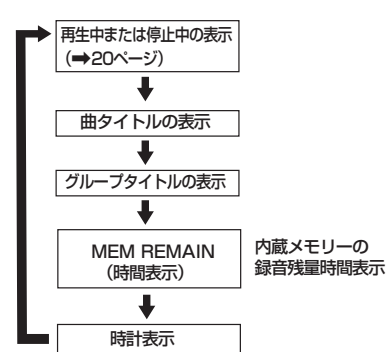 再生中または停止中の表示
(➡20ページ)
曲タイトルの表示
グループタイトルの表示
MEM REMAIN
(時間表示)
内蔵メモリーの
録音残量時間表示
時計表示